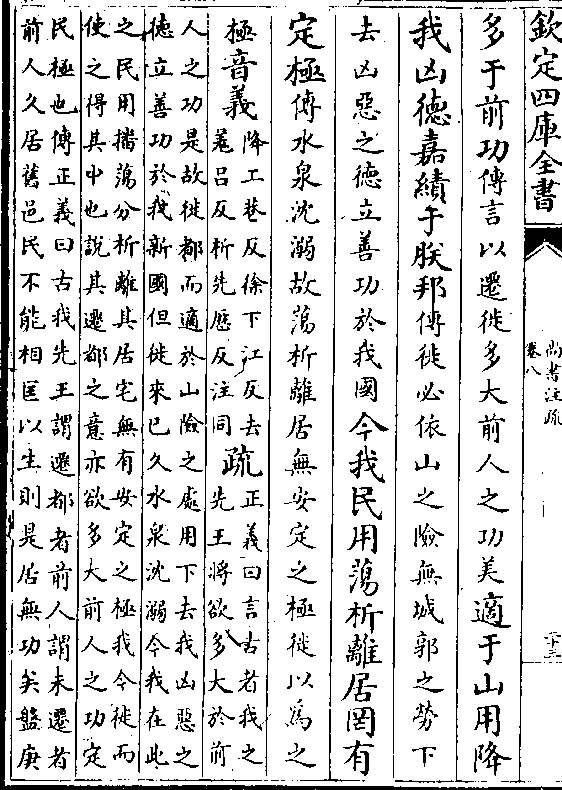 欽定四庫全書
尚書注疏
卷八
二十三
多于前功傳言以遷徙多大前人之功美適于山用降
我凶德嘉績于朕邦傳徙必依山之險無城郭之勞下
去凶惡之德立善功於我國今我民用蕩析離居罔有
定極傳水泉沈溺故蕩析離居無安定之極徙以為之
極音義降工巷反徐下江反去
羌呂反析先歷反注同疏正義曰言古者我之
先王將欲多大於前
人之功是故徙都而適於山險之處用下去我凶惡之
德立善功於我新國但徙來已久水泉沈溺今我在此
之民用播蕩分析離其居宅無有安定之極我今徙而
使之得其中也說其遷都之意亦欲多大前人之功定
民極也傳正義曰古我先王謂遷都者前人謂未遷者
前人久居舊邑民不能相匡以生則是居無功矣盤庚